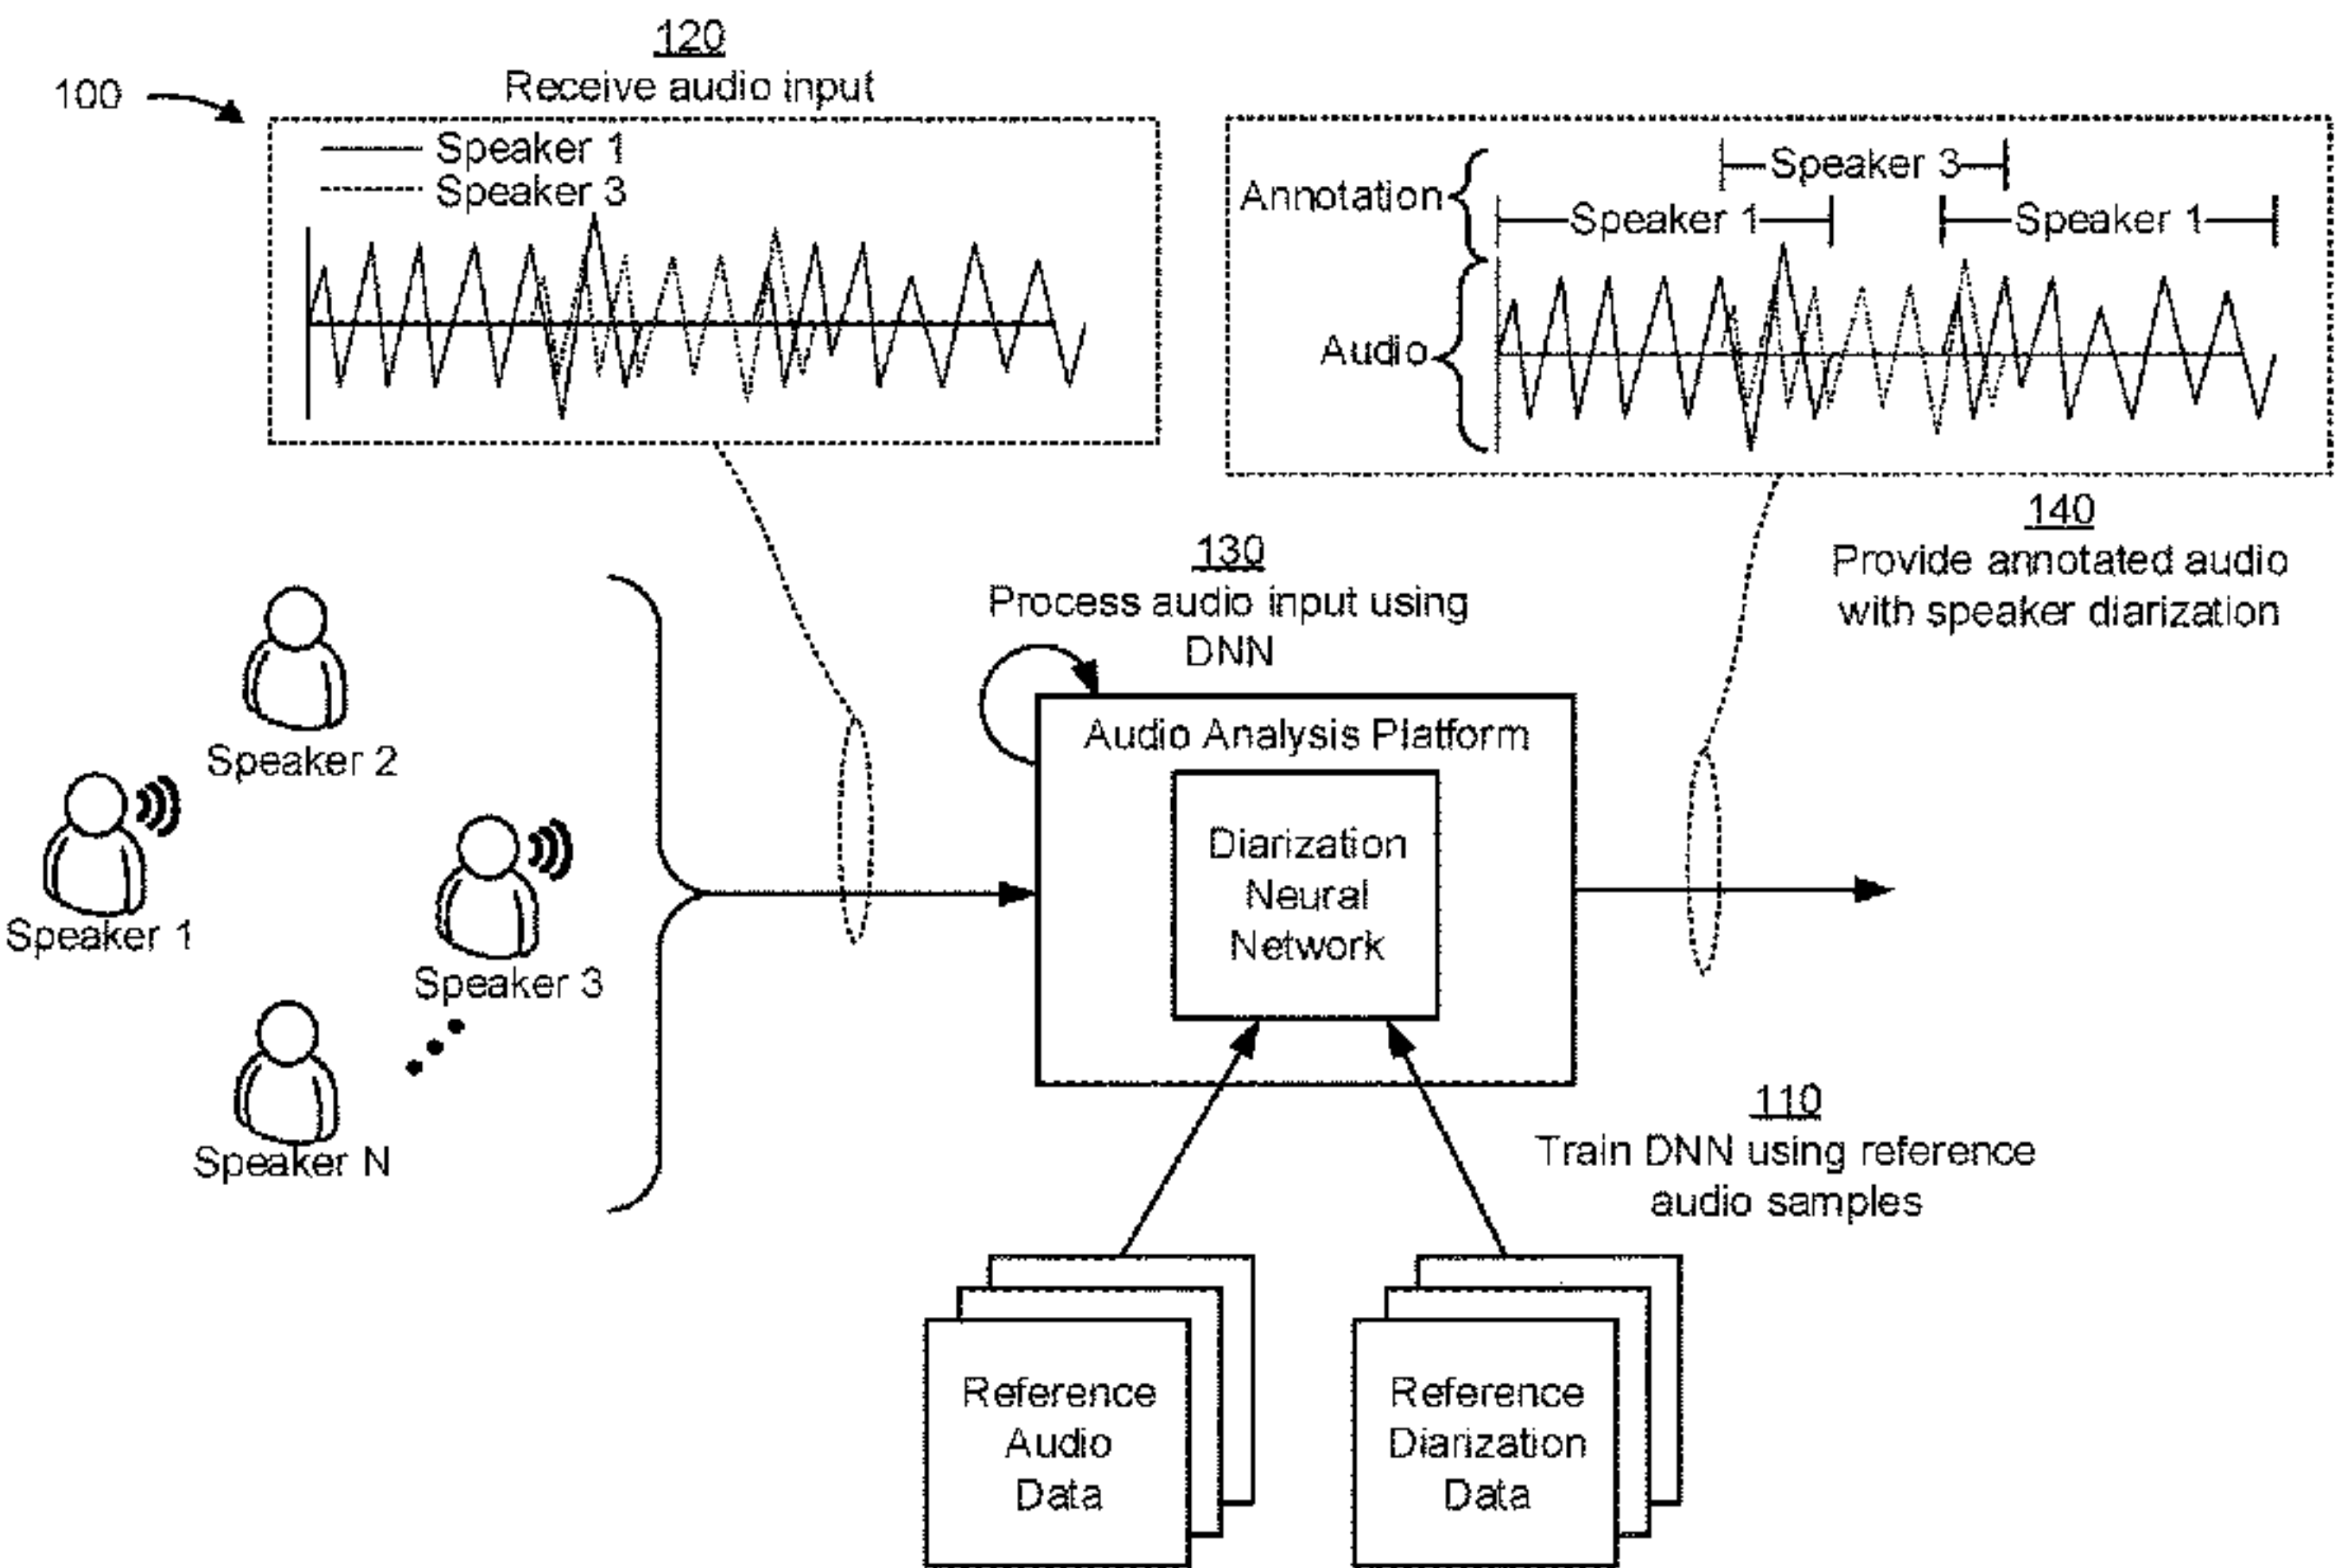 120
Receive audio input
100
Speaker 1
Speaker 3
Annotation
Speaker 3
Speaker 1
Speaker 1
Audio
140
Provide annotated audio
with speaker diarization
130
Process audio input using
DNN
Speaker 2
Speaker 1
Speaker 3
Speaker N
Audio Analysis Platform
Diarization
Neural
Network
110
Train DNN using reference
audio samples
Reference
Audio
Data
Reference
Diarization
Data